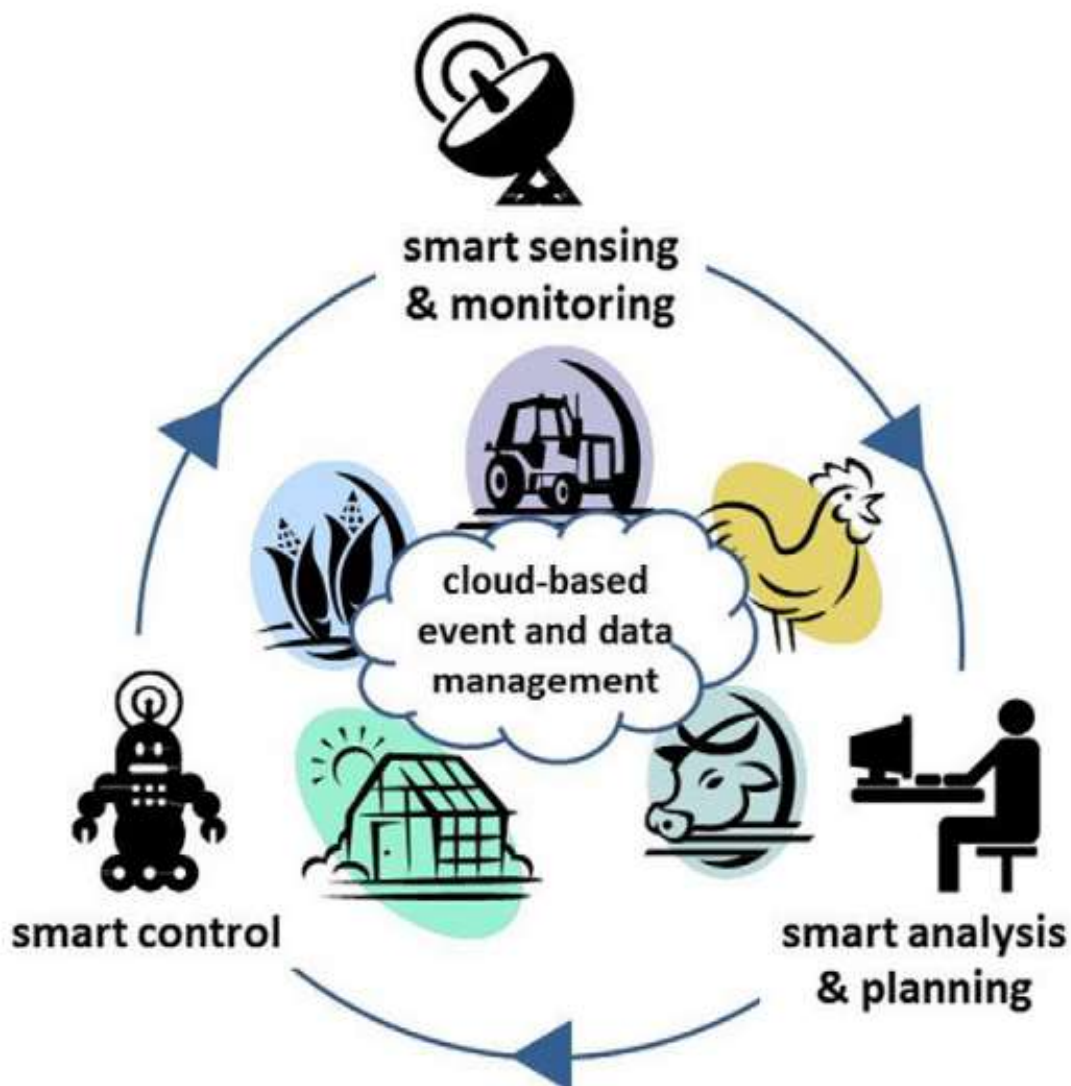 smart sensing
& monitoring
cloud-based
event and data
management
smart control
smart analysis
& planning